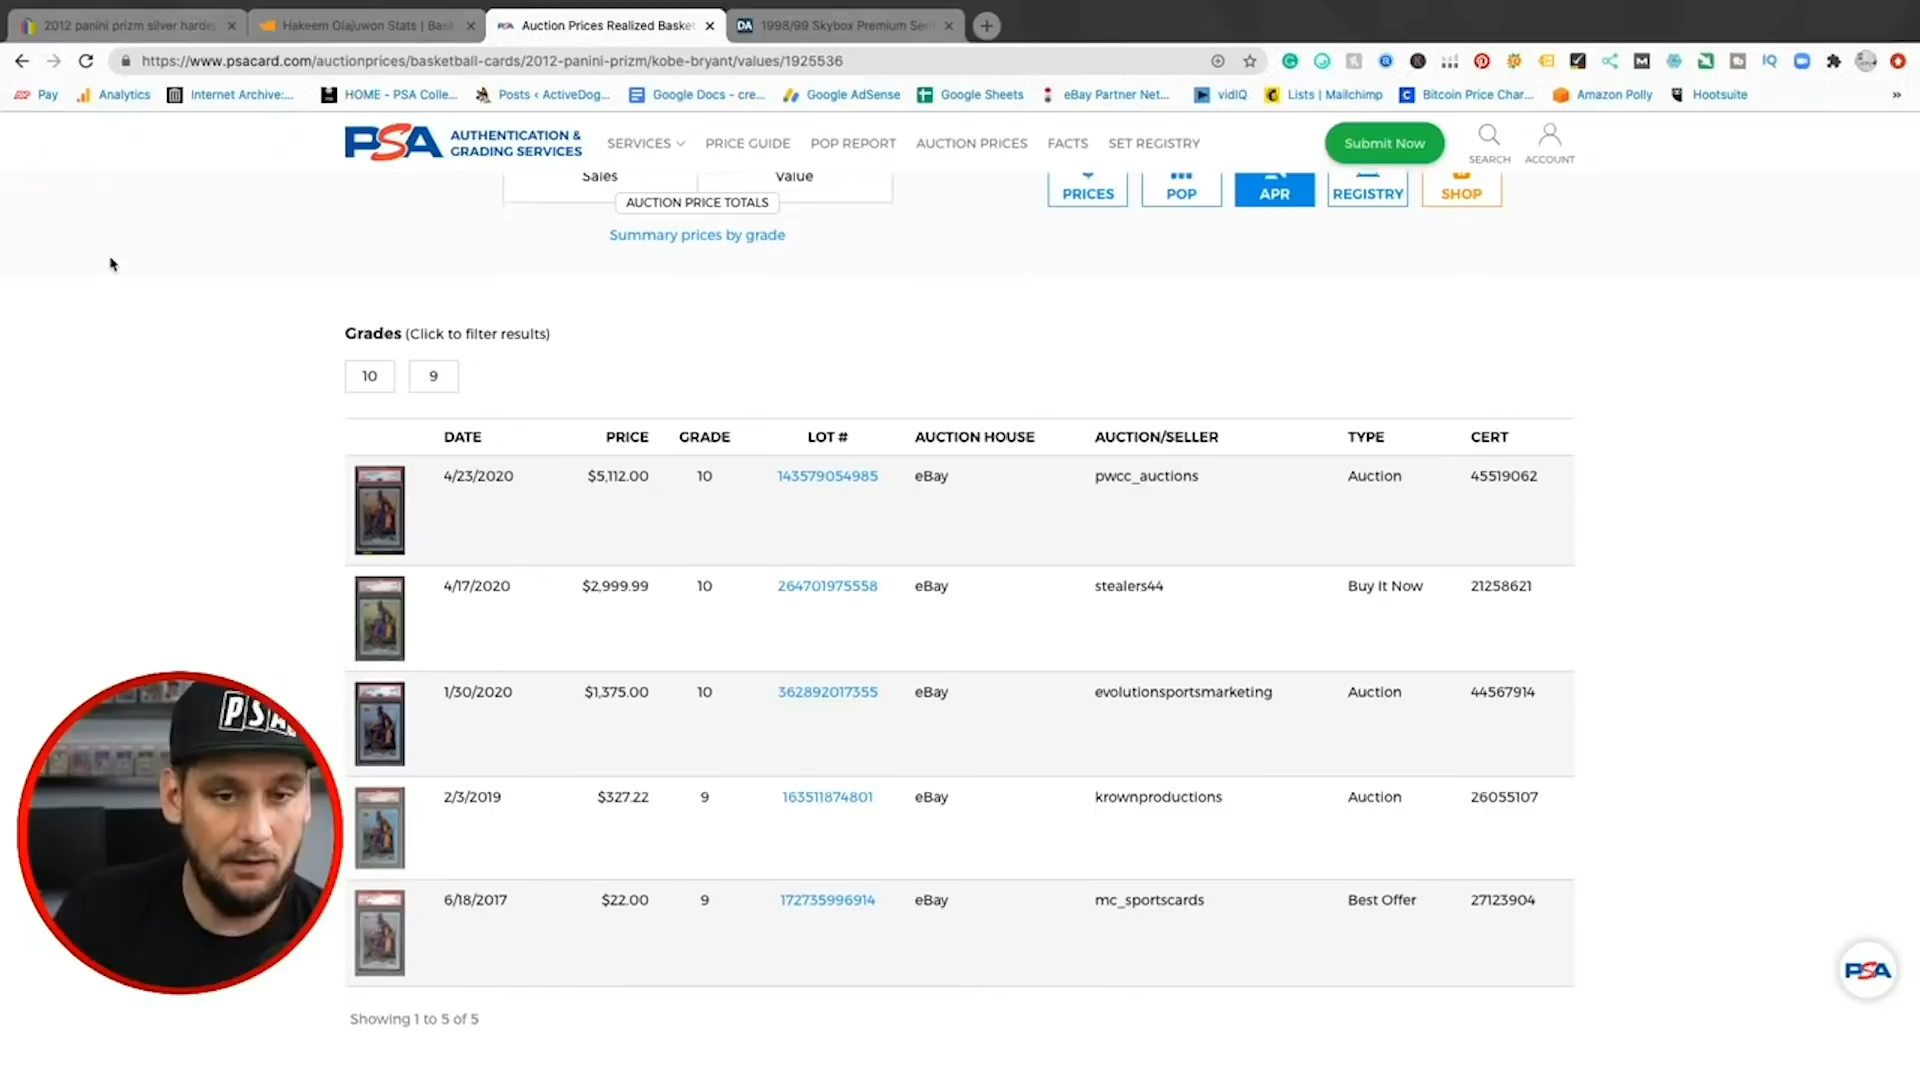 2012 panini prizm silver harde
Hakeem Olajuwon Stats | Bask
PSA Auction Prices Realized Basket
DA 1998/99 Skybox Premium Seri
https://www.psacard.com/auctionprices/basketball-cards/2012-panini-prizm/kobe-bryant/values/1925536
IQ
Pay Analytics Internet Archive:... HOME - PSA Colle... Posts ‹ ActiveDog... Google Docs - cre... Google AdSense Google Sheets eBay Partner Net... vidIQ Lists | Mailchimp Bitcoin Price Char... Amazon Polly Hootsuite »
PSA AUTHENTICATION &
GRADING SERVICES
SERVICES PRICE GUIDE POP REPORT AUCTION PRICES FACTS SET REGISTRY
Submit Now
SEARCH ACCOUNT
Sales Value
AUCTION PRICE TOTALS
Summary prices by grade
PRICES POP APR REGISTRY SHOP
Grades (Click to filter results)
10 9
DATE PRICE GRADE LOT # AUCTION HOUSE AUCTION/SELLER TYPE CERT
4/23/2020 $5,112.00 10 143579054985 eBay pwcc_auctions Auction 45519062
4/17/2020 $2,999.99 10 264701975558 eBay stealers44 Buy It Now 21258621
1/30/2020 $1,375.00 10 362892017355 eBay evolutionsportsmarketing Auction 44567914
2/3/2019 $327.22 9 163511874801 eBay krownproductions Auction 26055107
6/18/2017 $22.00 9 172735996914 eBay mc_sportscards Best Offer 27123904
Showing 1 to 5 of 5
PSA
PSA